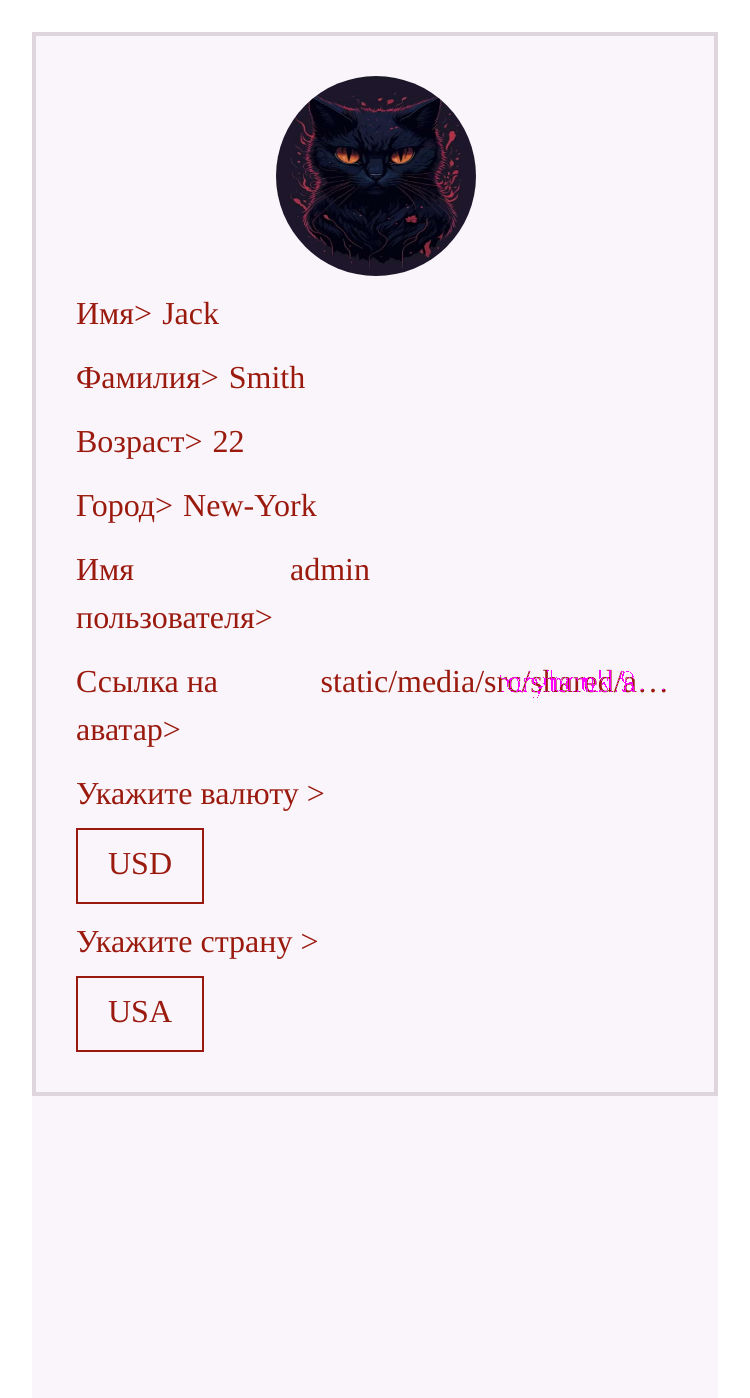 Имя> Jack
Фамилия> Smith
Возраст> 22
Город> New-York
Имя пользователя> admin
Ссылка на аватар> static/media/src/shared/a…
Укажите валюту >
USD
Укажите страну >
USA